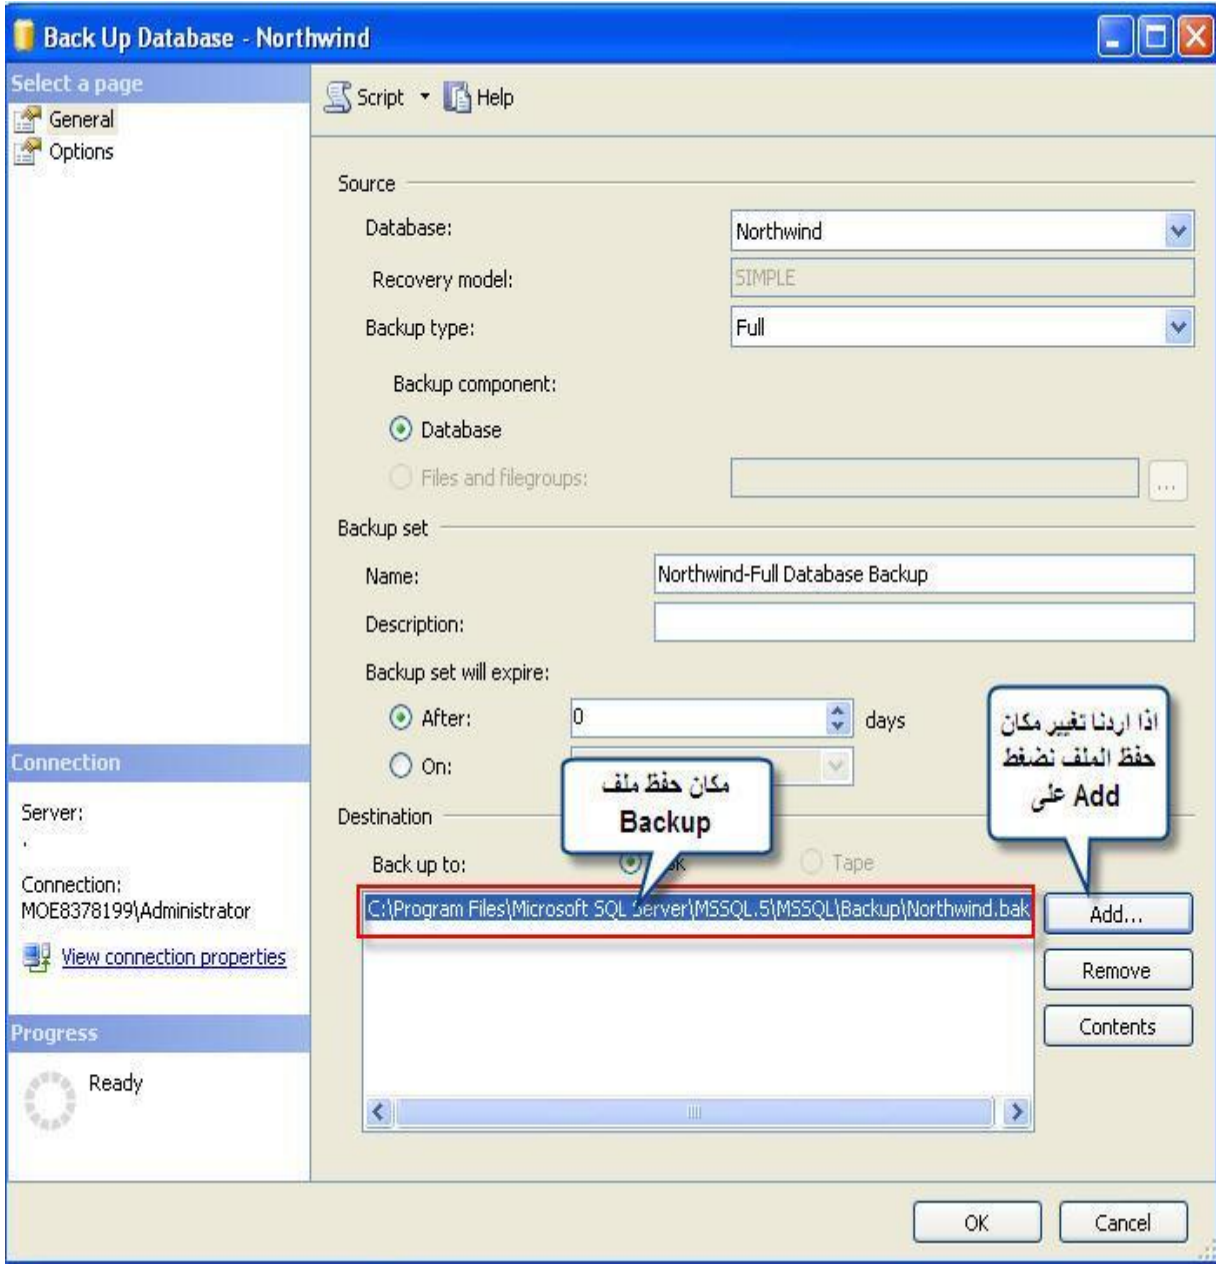 Back Up Database - Northwind
Select a page
General
Options
Script
Help
Source
Database:
Northwind
Recovery model:
SIMPLE
Backup type:
Full
Backup component:
Database
Files and filegroups:
...
Backup set
Name:
Northwind-Full Database Backup
Description:
Backup set will expire:
After:
0
days
On:
اذا اردنا تغيير مكان
حفظ الملف نضغط
على Add
مكان حفظ ملف
Backup
Destination
Back up to:
Tape
C:\Program Files\Microsoft SQL Server\MSSQL.5\MSSQL\Backup\Northwind.bak
Add...
Remove
Contents
Connection
Server:
.
Connection:
MOE8378199\Administrator
View connection properties
Progress
Ready
OK
Cancel